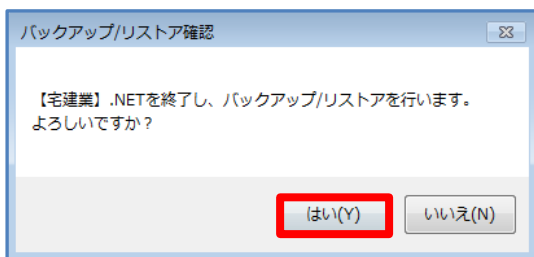 バックアップ/リストア確認
【宅建業】.NETを終了し、バックアップ/リストアを行います。
よろしいですか？
はい(Y)
いいえ(N)